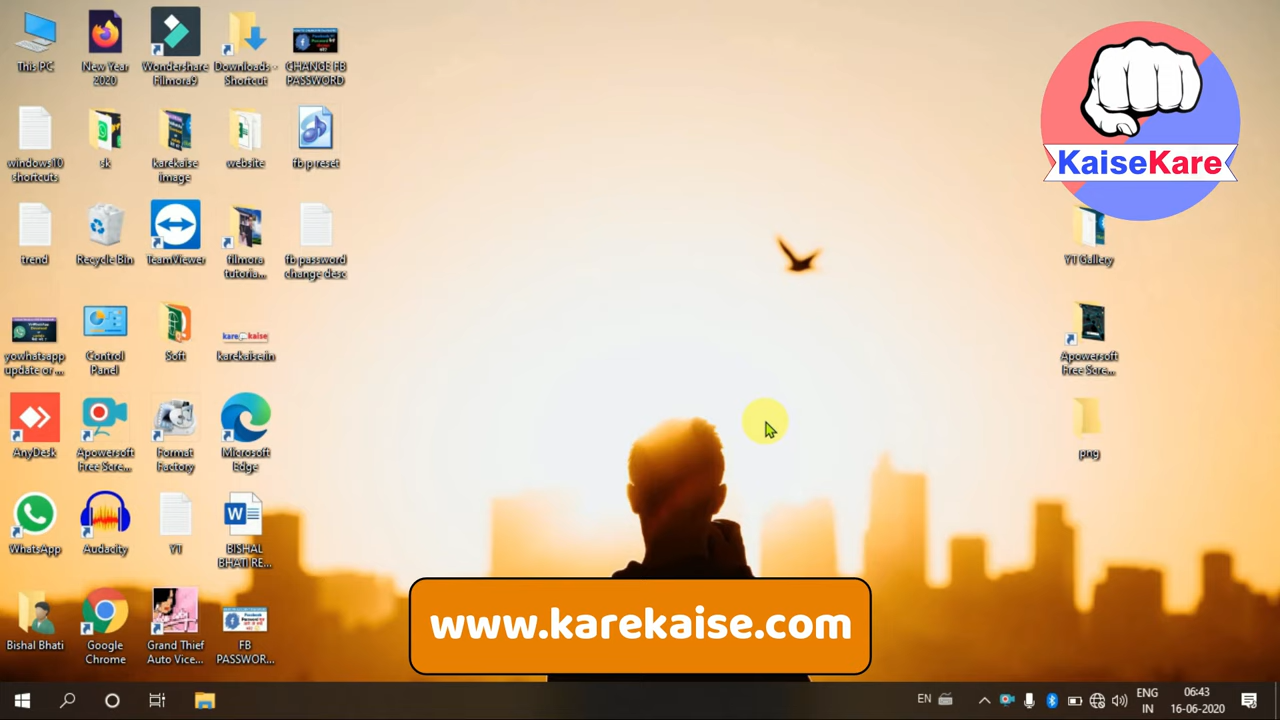 This PC
New Year
2020
Wondershare
Filmora9
Downloads -
Shortcut
CHANGE FB
PASSWORD
windows10
shortcuts
sk
karekaise
image
website
fb p reset
trend
Recycle Bin
TeamViewer
filmora
tutoria...
fb password
change desc
yowhatsapp
update or ...
Control
Panel
Soft
karekaise
karekaise.in
AnyDesk
Apowersoft
Free Scre...
Format
Factory
Microsoft
Edge
WhatsApp
Audacity
YT
BISHAL
BHATI RE...
Bishal Bhati
Google
Chrome
Grand Thief
Auto Vice...
FB
PASSWOR...
KaiseKare
YT Gallery
Apowersoft
Free Scre...
png
www.karekaise.com
EN
ENG
IN
06:43
16-06-2020